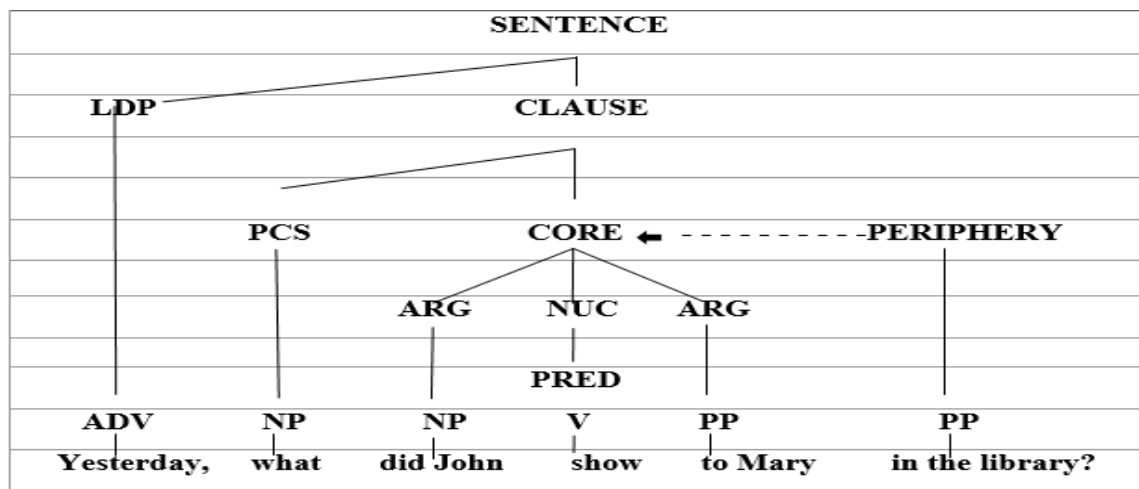 SENTENCE
LDP CLAUSE
PCS CORE PERIPHERY
ARG NUC ARG
PRED
ADV NP NP V PP PP
Yesterday, what did John show to Mary in the library?